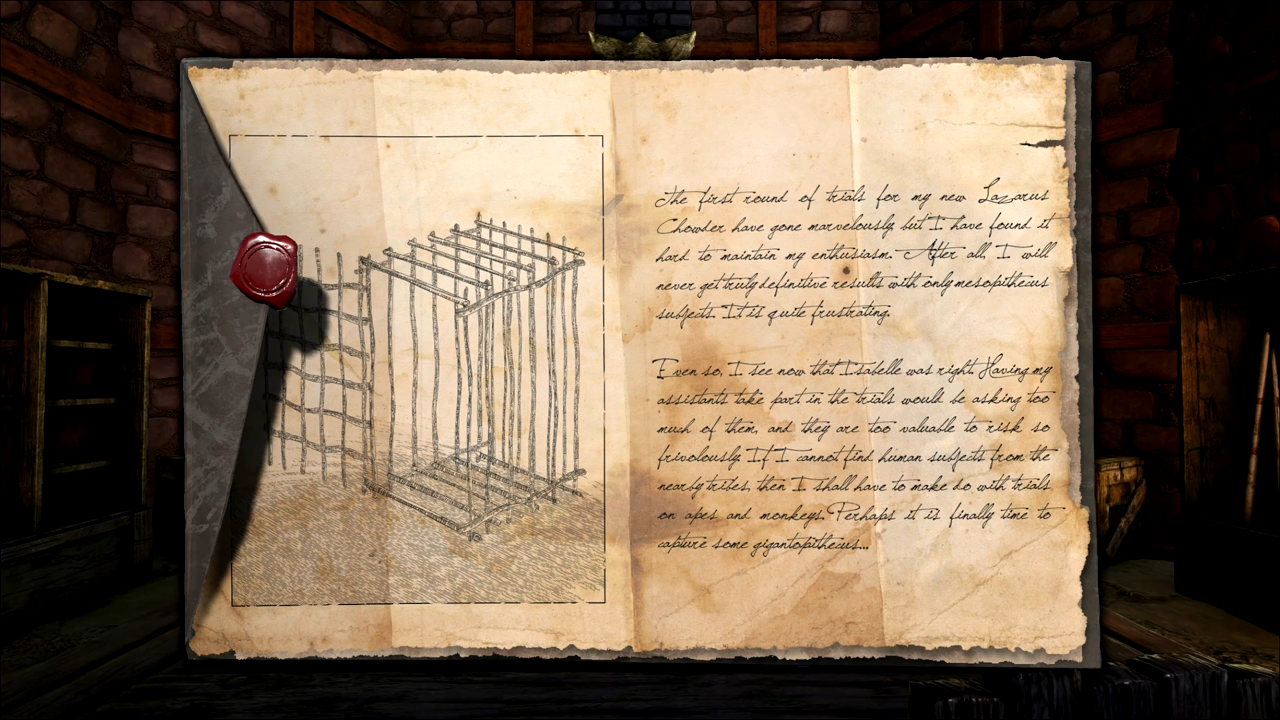 The first round of trials for my new Lazarus
Chowder have gone marvelously, but I have found it
hard to maintain my enthusiasm. After all, I will
never get truly definitive results with only mesopithecus
subjects. It is quite frustrating.
Even so, I see now that Isabelle was right. Having my
assistants take part in the trials would be asking too
much of them, and they are too valuable to risk so
frivolously. If I cannot find human subjects from the
nearby tribes, then I shall have to make do with trials
on apes and monkeys. Perhaps it is finally time to
capture some gigantopithecus...